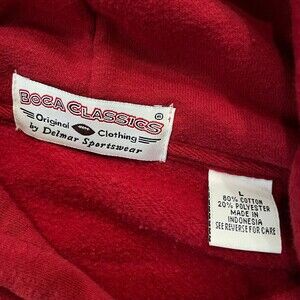 BOCA CLASSICS ®
Original Clothing
by Delmar Sportswear
L
80% COTTON
20% POLYESTER
MADE IN
INDONESIA
SEE REVERSE FOR CARE